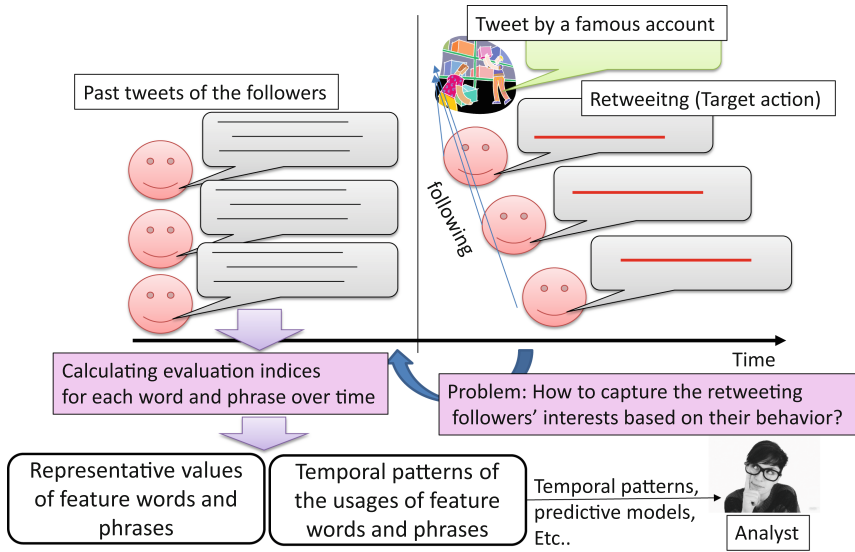 Tweet by a famous account
Past tweets of the followers
Retweeitng (Target action)
following
Time
Calculating evaluation indices
for each word and phrase over time
Problem: How to capture the retweeting
followers' interests based on their behavior?
Representative values
of feature words and
phrases
Temporal patterns of
the usages of feature
words and phrases
Temporal patterns,
predictive models,
Etc..
Analyst